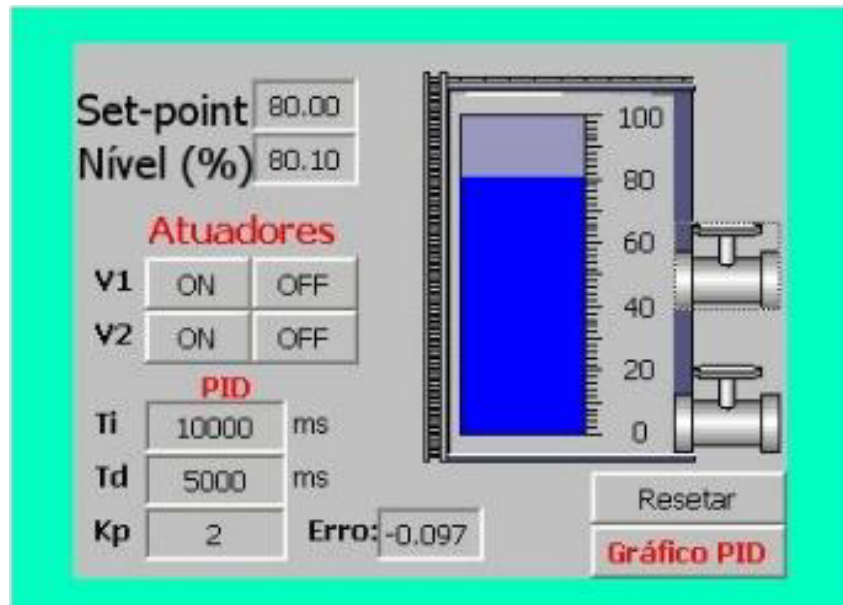 Set-point 80.00
Nível (%) 80.10
Atuadores
V1 ON OFF
V2 ON OFF
PID
Ti 10000 ms
Td 5000 ms
Kp 2 Erro: -0.097
100
80
60
40
20
0
Resetar
Gráfico PID